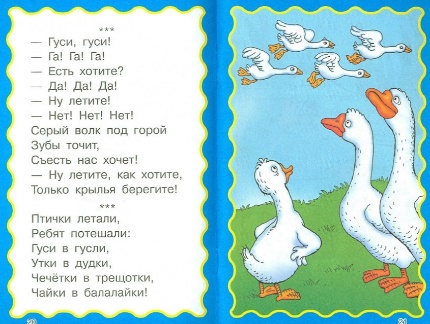 ***
— Гуси, гуси!
— Га! Га! Га!
— Есть хотите?
— Да! Да! Да!
— Ну летите!
— Нет! Нет! Нет!
Серый волк под горой
Зубы точит,
Съесть нас хочет!
— Ну летите, как хотите,
Только крылья берегите!
***
Птички летали,
Ребят потешали:
Гуси в гусли,
Утки в дудки,
Чечётки в трещотки,
Чайки в балалайки!
20
21